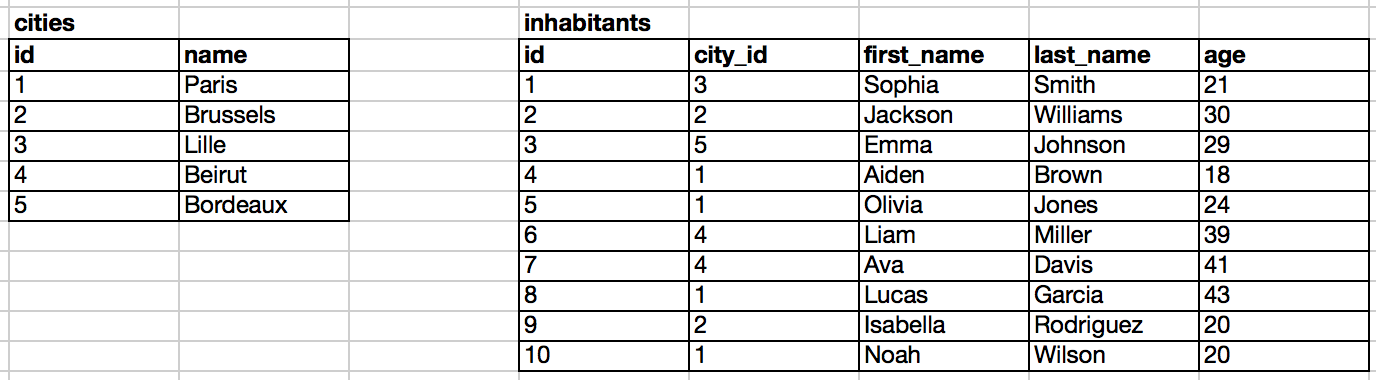 cities inhabitants
id name id city_id first_name last_name age
1 Paris 1 3 Sophia Smith 21
2 Brussels 2 2 Jackson Williams 30
3 Lille 3 5 Emma Johnson 29
4 Beirut 4 1 Aiden Brown 18
5 Bordeaux 5 1 Olivia Jones 24
6 4 Liam Miller 39
7 4 Ava Davis 41
8 1 Lucas Garcia 43
9 2 Isabella Rodriguez 20
10 1 Noah Wilson 20